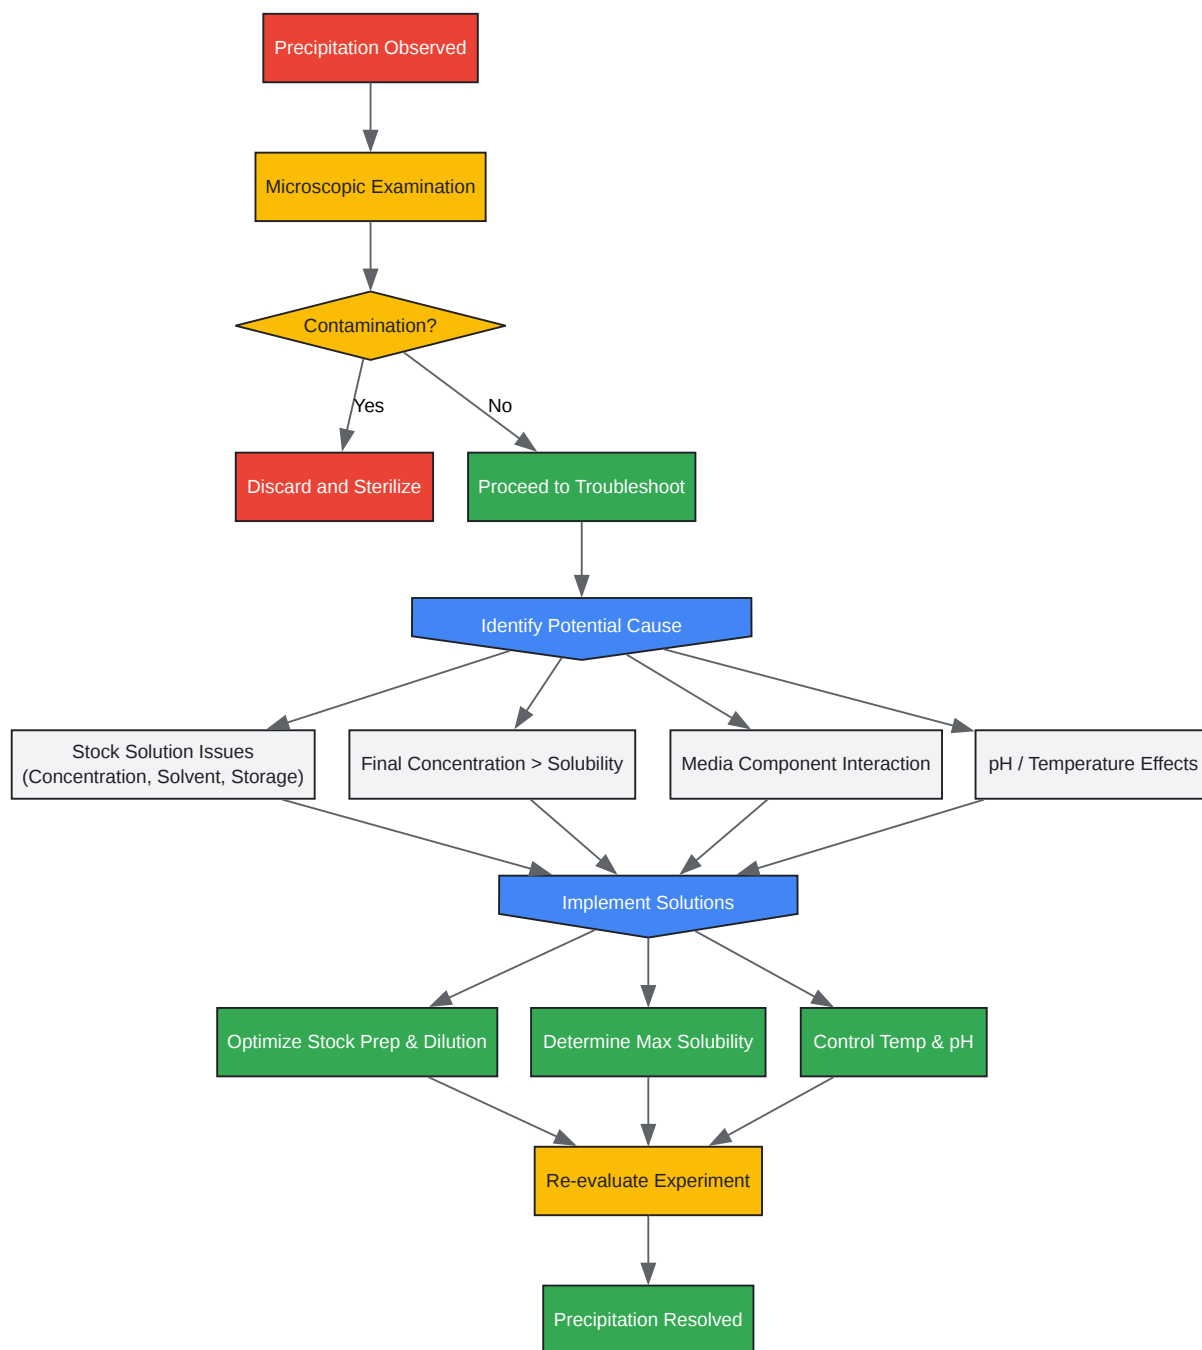 Precipitation Observed
Microscopic Examination
Contamination?
Yes
No
Discard and Sterilize
Proceed to Troubleshoot
Identify Potential Cause
Stock Solution Issues
(Concentration, Solvent, Storage)
Final Concentration > Solubility
Media Component Interaction
pH / Temperature Effects
Implement Solutions
Optimize Stock Prep & Dilution
Determine Max Solubility
Control Temp & pH
Re-evaluate Experiment
Precipitation Resolved